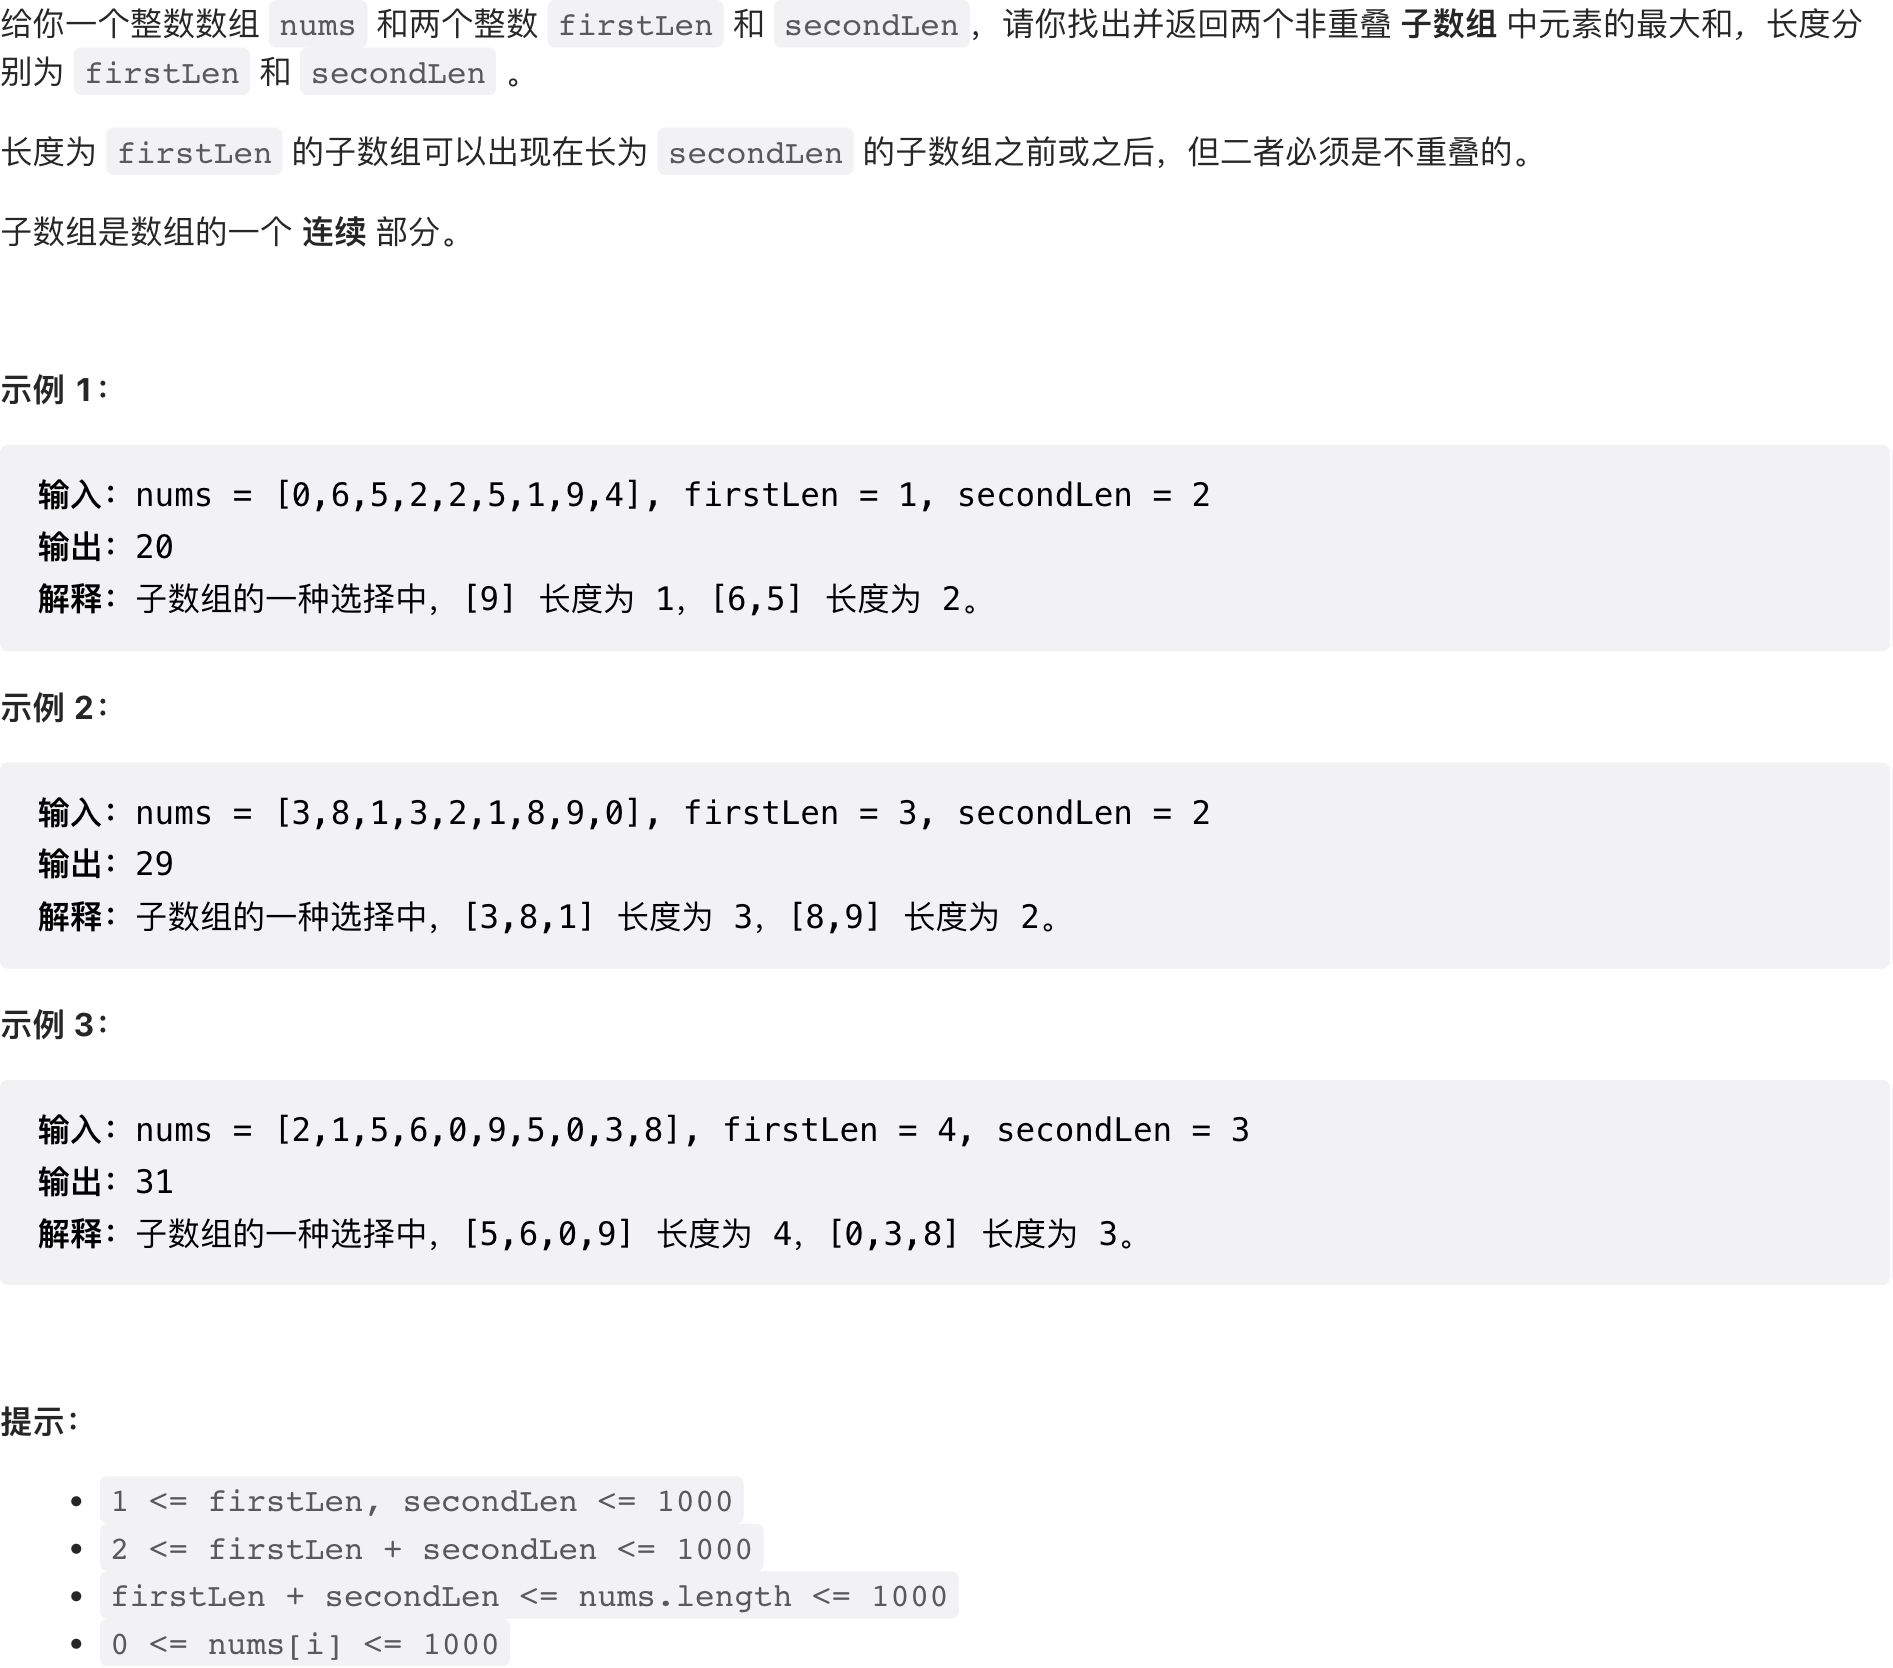 给你一个整数数组 nums 和两个整数 firstLen 和 secondLen，请你找出并返回两个非重叠 子数组 中元素的最大和，长度分
别为 firstLen 和 secondLen 。
长度为 firstLen 的子数组可以出现在长为 secondLen 的子数组之前或之后，但二者必须是不重叠的。
子数组是数组的一个 连续 部分。
示例 1：
输入：nums = [0,6,5,2,2,5,1,9,4], firstLen = 1, secondLen = 2
输出：20
解释：子数组的一种选择中，[9] 长度为 1，[6,5] 长度为 2。
示例 2：
输入：nums = [3,8,1,3,2,1,8,9,0], firstLen = 3, secondLen = 2
输出：29
解释：子数组的一种选择中，[3,8,1] 长度为 3，[8,9] 长度为 2。
示例 3：
输入：nums = [2,1,5,6,0,9,5,0,3,8], firstLen = 4, secondLen = 3
输出：31
解释：子数组的一种选择中，[5,6,0,9] 长度为 4，[0,3,8] 长度为 3。
提示：
• 1 <= firstLen, secondLen <= 1000
• 2 <= firstLen + secondLen <= 1000
• firstLen + secondLen <= nums.length <= 1000
• 0 <= nums[i] <= 1000